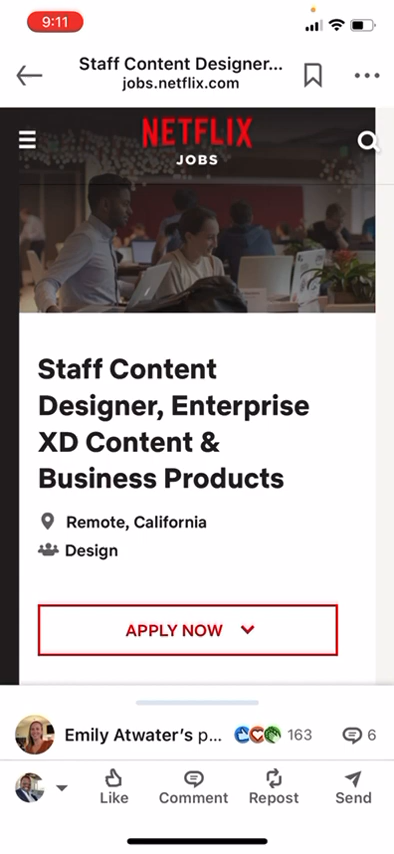 9:11
Staff Content Designer...
jobs.netflix.com
NETFLIX
JOBS
Staff Content
Designer, Enterprise
XD Content &
Business Products
Remote, California
Design
APPLY NOW
Emily Atwater's p... 163 6
Like Comment Repost Send